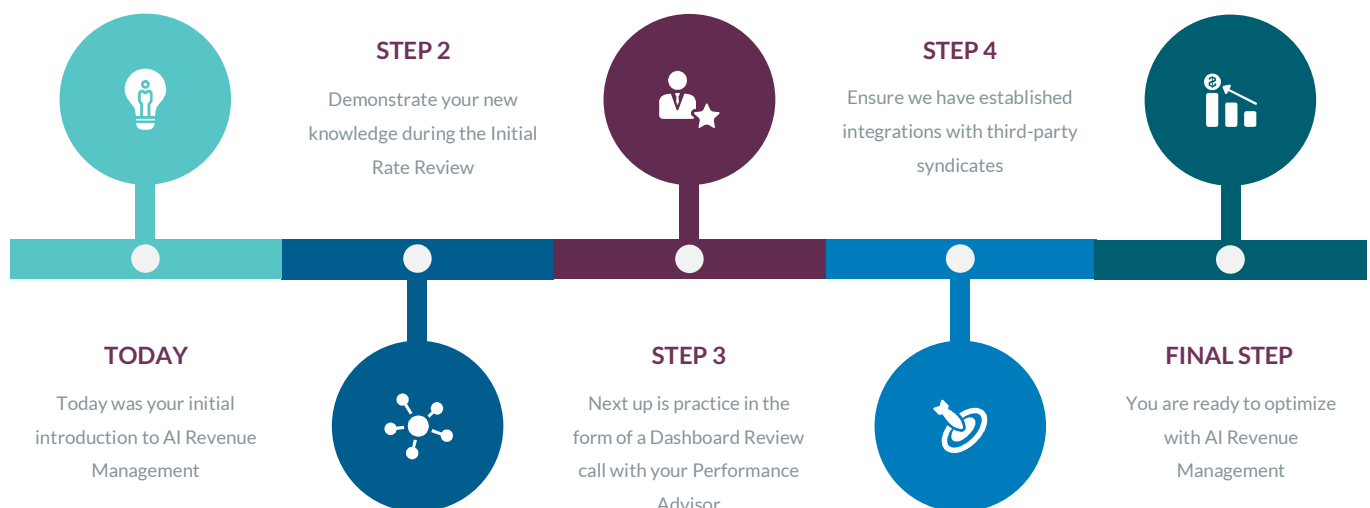 TODAY
Today was your initial
introduction to AI Revenue
Management
STEP 2
Demonstrate your new
knowledge during the Initial
Rate Review
STEP 3
Next up is practice in the
form of a Dashboard Review
call with your Performance
Advisor
STEP 4
Ensure we have established
integrations with third-party
syndicates
FINAL STEP
You are ready to optimize
with AI Revenue
Management